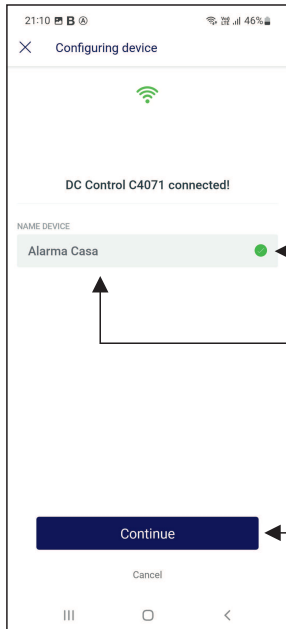 21:10 B A 46%
Configuring device
DC Control C4071 connected!
NAME DEVICE
Alarma Casa
Continue
Cancel